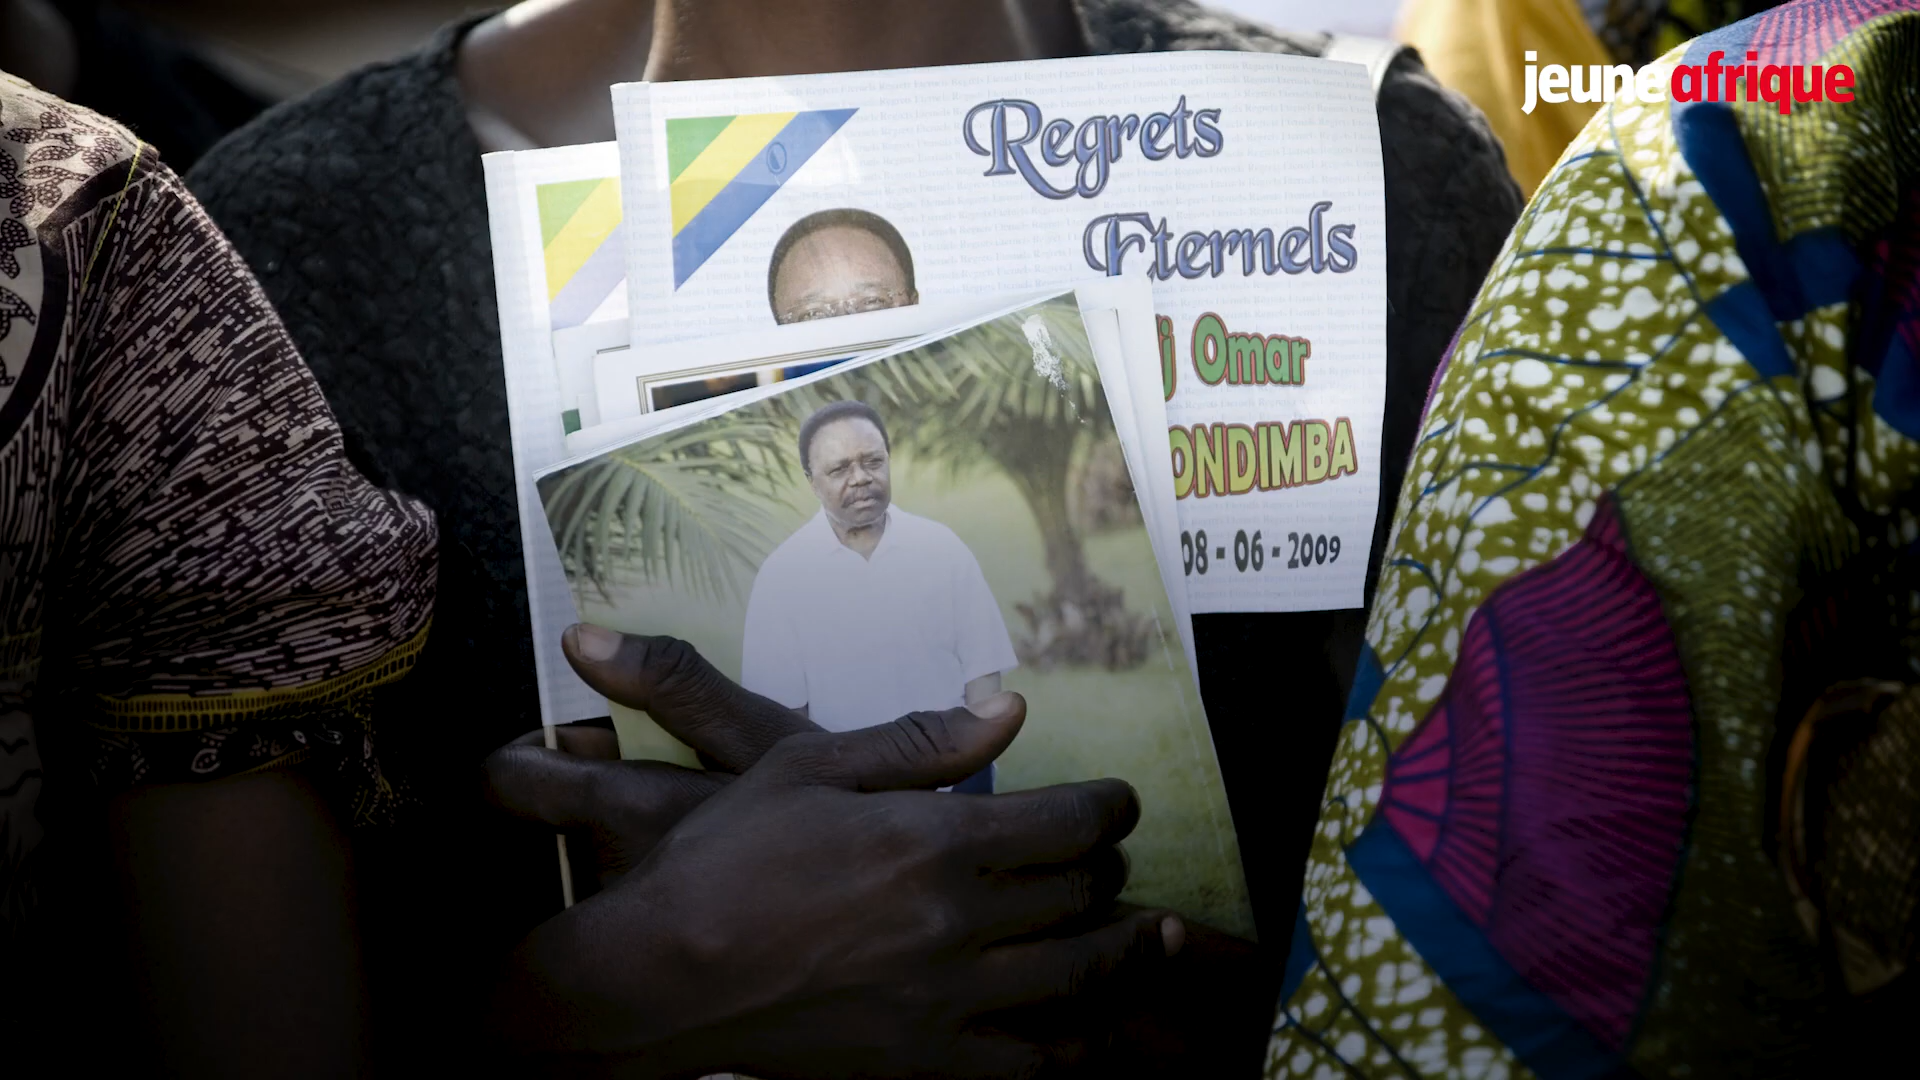 jeuneafrique
Regrets
Eternels
j Omar
ONDIMBA
08 - 06 - 2009